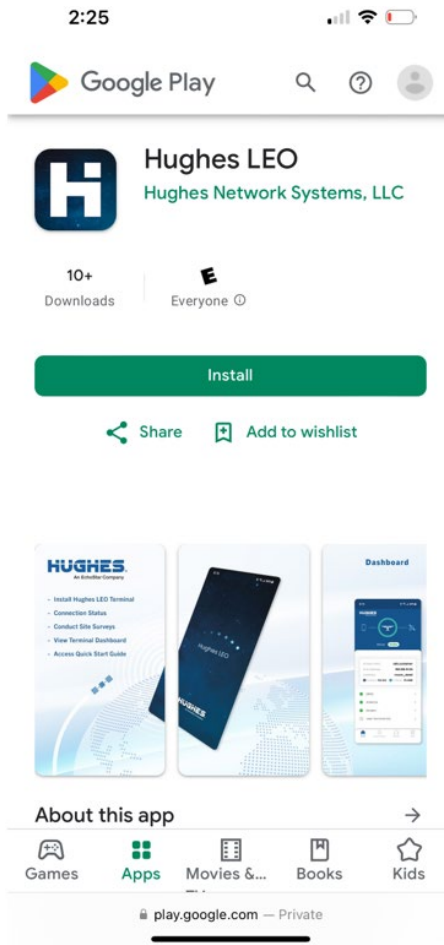 2:25
Google Play
Hughes LEO
Hughes Network Systems, LLC
10+
Downloads
E
Everyone
Install
Share
Add to wishlist
HUGHES.
An EchoStar Company
- Install Hughes LEO Terminal
- Connection Status
- Conduct Site Surveys
- View Terminal Dashboard
- Access Quick Start Guide
Hughes LEO
HUGHES
Dashboard
About this app
Games
Apps
Movies &...
Books
Kids
play.google.com — Private